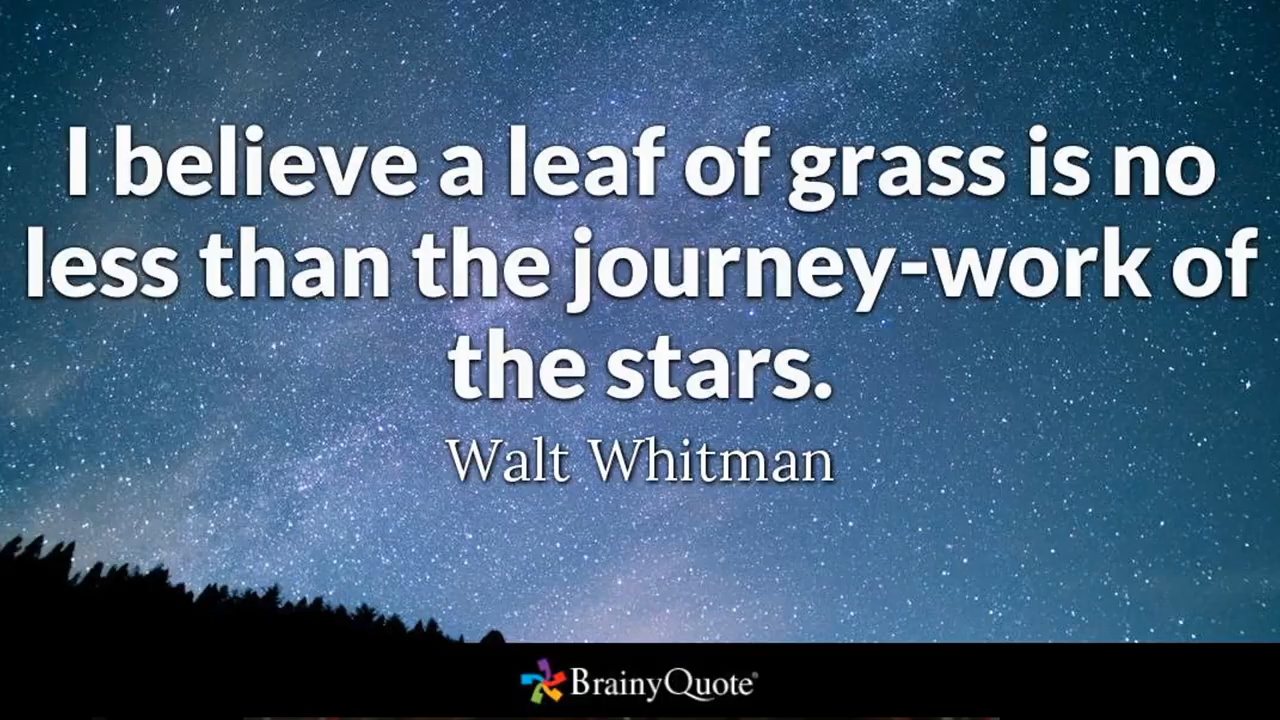 I believe a leaf of grass is no
less than the journey-work of
the stars.
Walt Whitman
BrainyQuote®